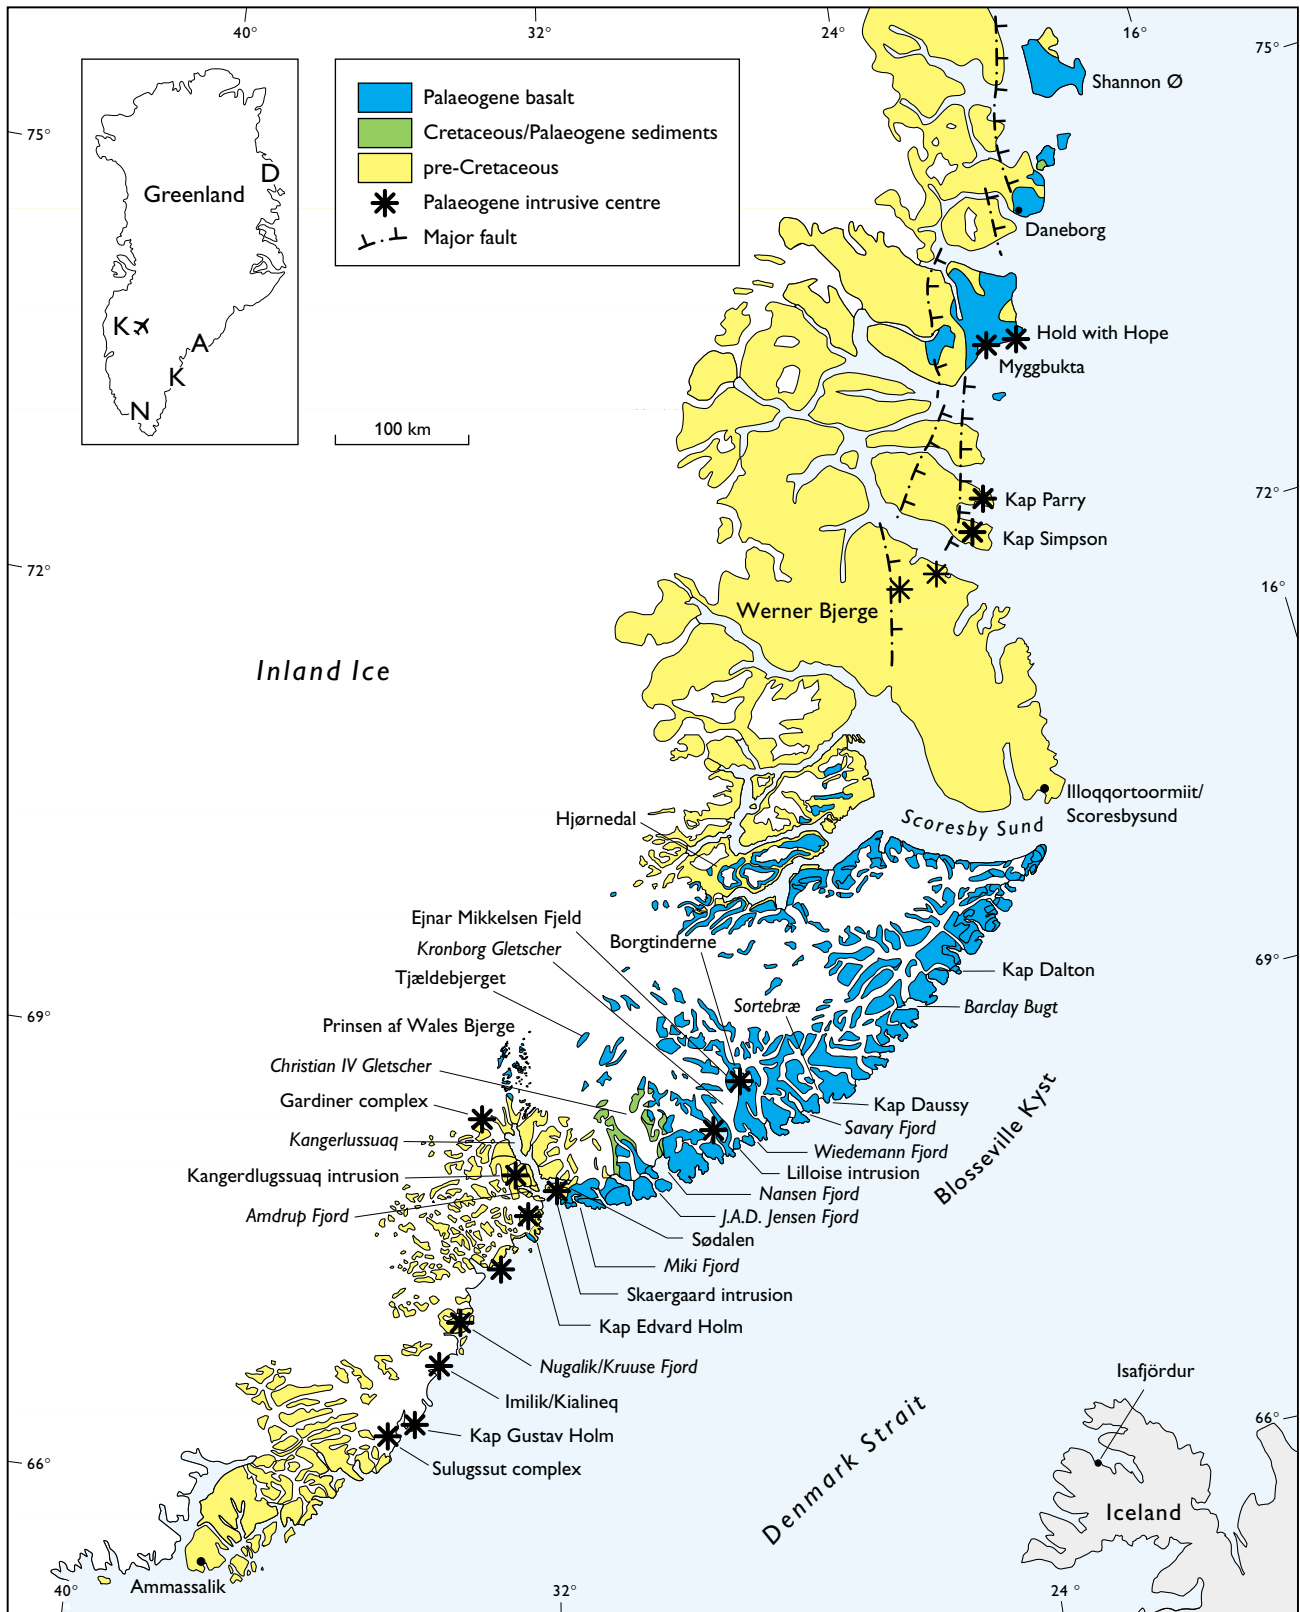 40°
32°
24°
16°
75°
75°
Greenland
D
K
A
K
N
Palaeogene basalt
Cretaceous/Palaeogene sediments
pre-Cretaceous
Palaeogene intrusive centre
Major fault
100 km
Shannon Ø
Daneborg
Hold with Hope
Myggbukta
72°
Kap Parry
Kap Simpson
72°
16°
Werner Bjerge
Inland Ice
Illoqqortoormiit/
Scoresbysund
Scoresby Sund
Hjørnedal
Ejnar Mikkelsen Fjeld
Kronborg Gletscher
Borgtinderne
Tjældebjerget
69°
Kap Dalton
Sortebræ
Barclay Bugt
69°
Prinsen af Wales Bjerge
Christian IV Gletscher
Gardiner complex
Kap Daussy
Savary Fjord
Kangerlussuaq
Wiedemann Fjord
Blosseville Kyst
Kangerdlugssuaq intrusion
Lilloise intrusion
Nansen Fjord
Amdrup Fjord
J.A.D. Jensen Fjord
Sødalen
Miki Fjord
Skaergaard intrusion
Kap Edvard Holm
Nugalik/Kruuse Fjord
Imilik/Kialineq
Isafjördur
Kap Gustav Holm
66°
66°
Sulugssut complex
Denmark Strait
Iceland
Ammassalik
40°
32°
24°